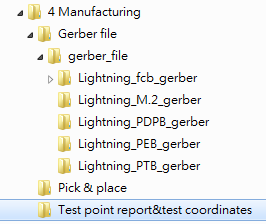 4 Manufacturing
Gerber file
gerber_file
Lightning_fcb_gerber
Lightning_M.2_gerber
Lightning_PDPB_gerber
Lightning_PEB_gerber
Lightning_PTB_gerber
Pick & place
Test point report&test coordinates